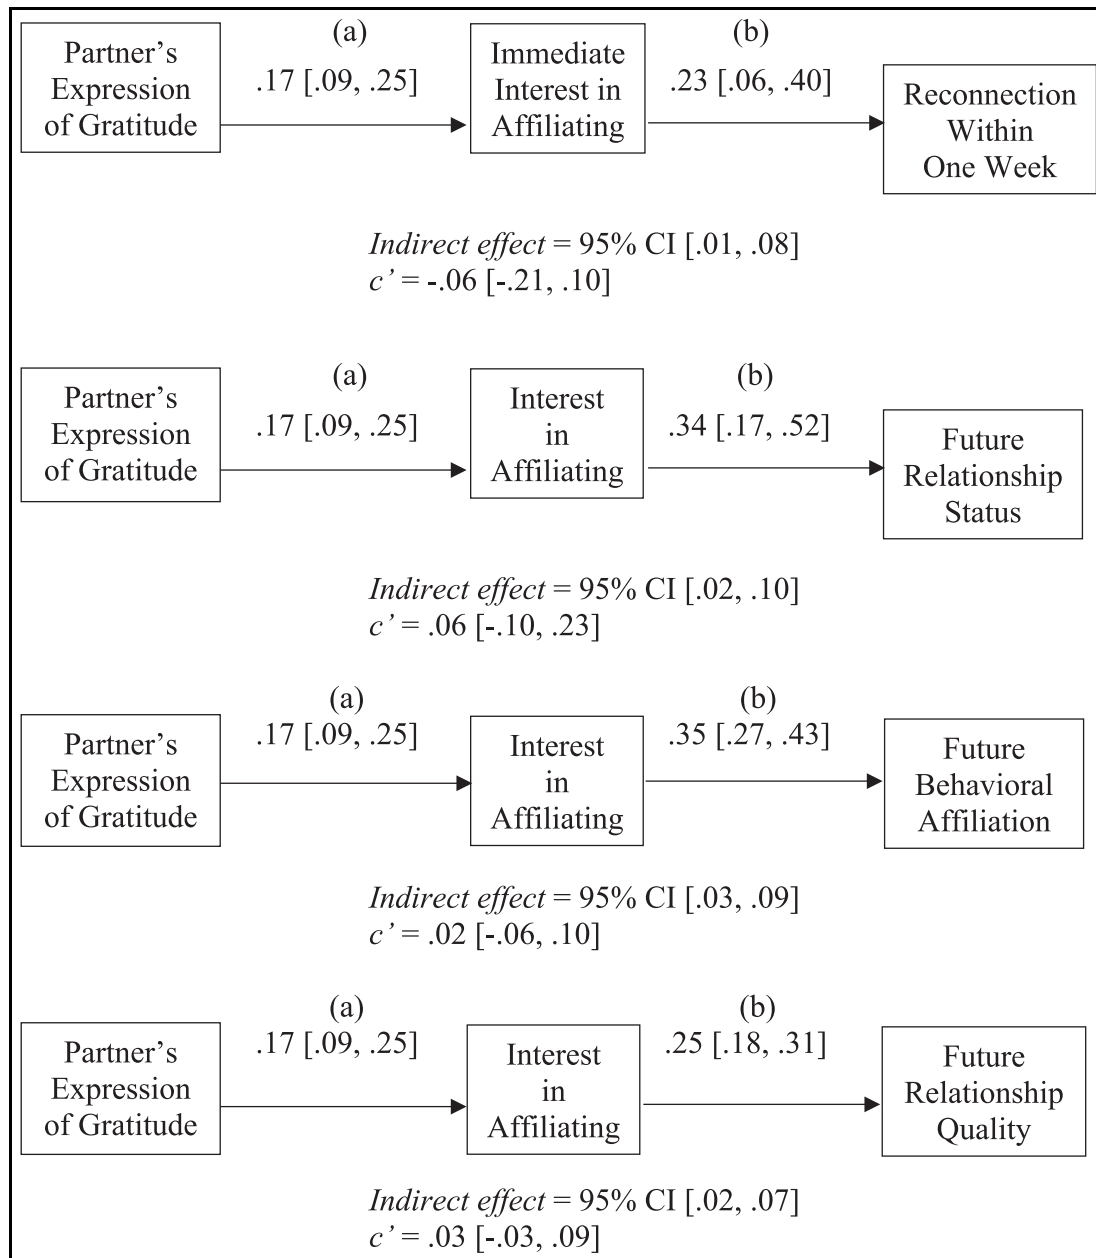 (a)
(b)
Partner's
Expression
of Gratitude
.17 [.09, .25]
Immediate
Interest in
Affiliating
.23 [.06, .40]
Reconnection
Within
One Week
Indirect effect = 95% CI [.01, .08]
c' = -.06 [-.21, .10]
(a)
(b)
Partner's
Expression
of Gratitude
.17 [.09, .25]
Interest
in
Affiliating
.34 [.17, .52]
Future
Relationship
Status
Indirect effect = 95% CI [.02, .10]
c' = .06 [-.10, .23]
(a)
(b)
Partner's
Expression
of Gratitude
.17 [.09, .25]
Interest
in
Affiliating
.35 [.27, .43]
Future
Behavioral
Affiliation
Indirect effect = 95% CI [.03, .09]
c' = .02 [-.06, .10]
(a)
(b)
Partner's
Expression
of Gratitude
.17 [.09, .25]
Interest
in
Affiliating
.25 [.18, .31]
Future
Relationship
Quality
Indirect effect = 95% CI [.02, .07]
c' = .03 [-.03, .09]